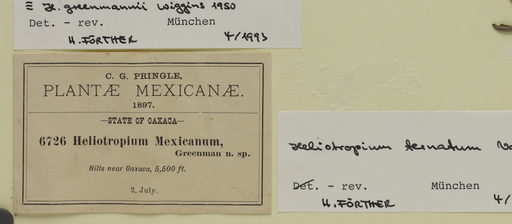 ≡ H. greenmannii Wiggins 1950
Det. - rev. München
H. FÖRTHER 4/1993
C. G. PRINGLE,
PLANTÆ MEXICANÆ.
1897.
—STATE OF OAXACA—
6726 Heliotropium Mexicanum,
Greenman n. sp.
Hills near Oaxaca, 5,500 ft.
2, July.
Heliotropium ternatum
Det. - rev. München
H. FÖRTHER 4/